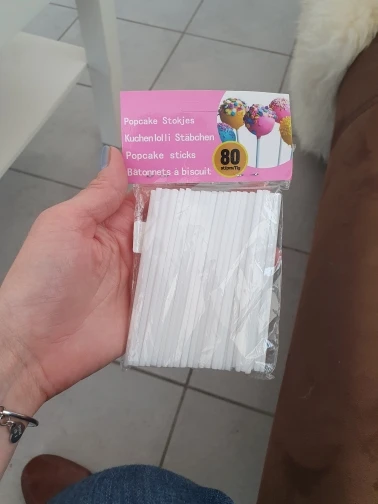 Popcake Stokjes
Kuchenlolli Stäbchen
Popcake sticks
Bâtonnets à biscuit
80